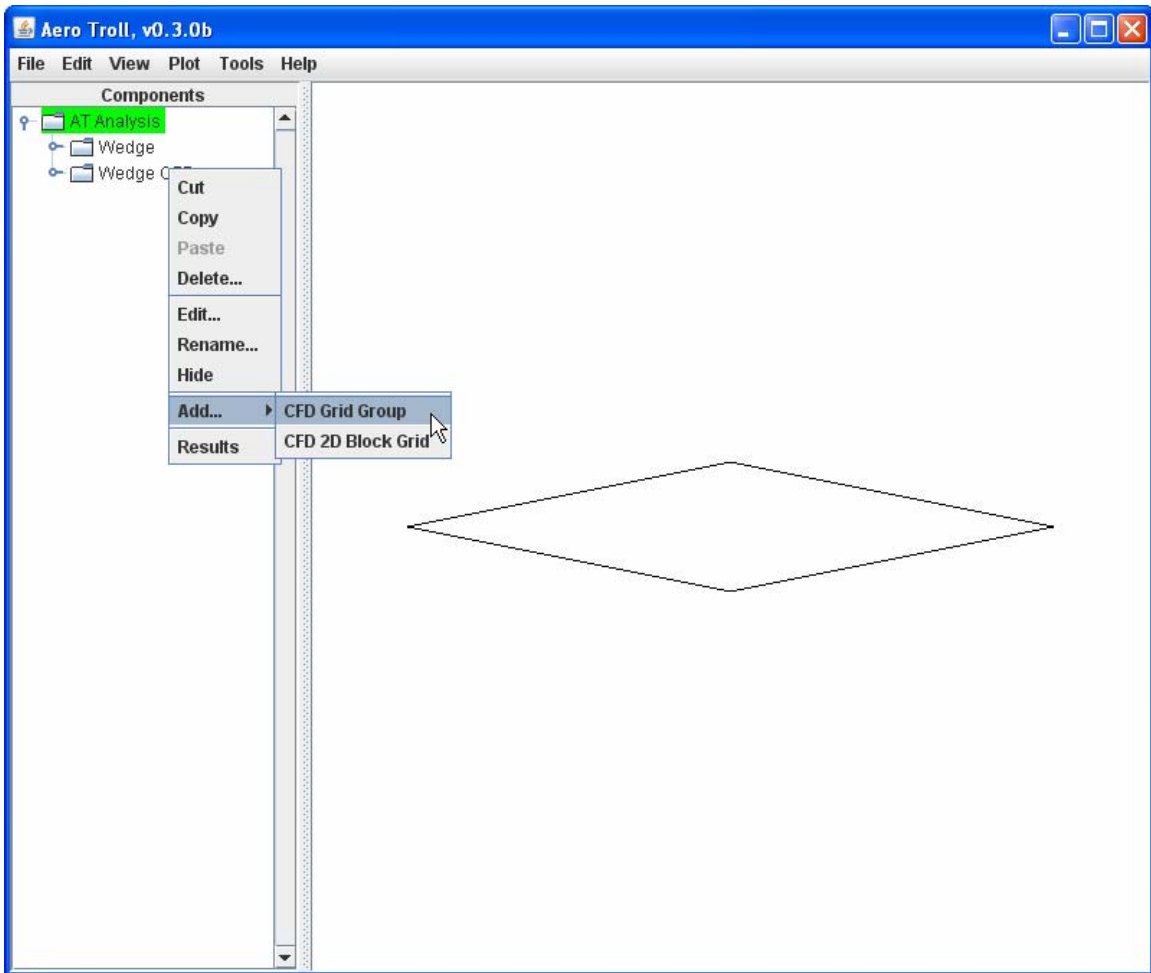 Aero Troll, v0.3.0b
File Edit View Plot Tools Help
Components
AT Analysis
Wedge
Wedge
Cut
Copy
Paste
Delete...
Edit...
Rename...
Hide
Add...
CFD Grid Group
CFD 2D Block Grid
Results